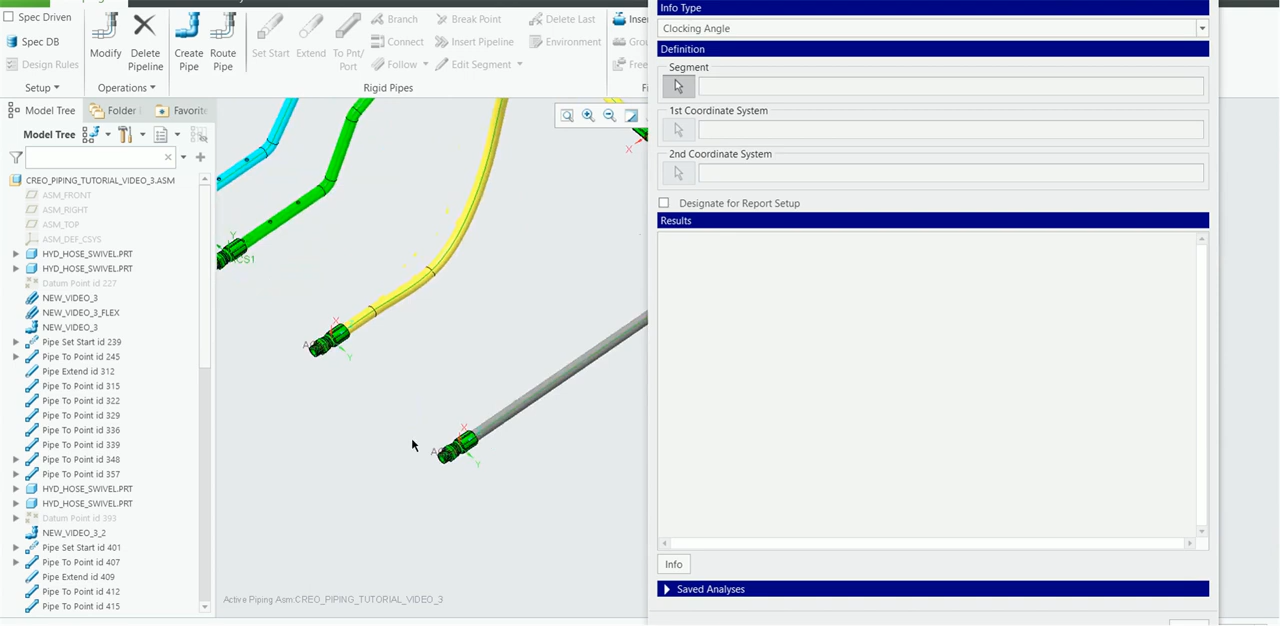 Spec Driven
Spec DB
Design Rules
Setup
Modify
Delete
Pipeline
Operations
Create
Pipe
Route
Pipe
Set Start
Extend
To Pnt/
Port
Branch
Connect
Follow
Break Point
Insert Pipeline
Edit Segment
Delete Last
Environment
Rigid Pipes
Inser
Gro
Free
Fl
Model Tree
Folder
Favorite
Model Tree
CREO_PIPING_TUTORIAL_VIDEO_3.ASM
ASM_FRONT
ASM_RIGHT
ASM_TOP
ASM_DEF_CSYS
HYD_HOSE_SWIVEL.PRT
HYD_HOSE_SWIVEL.PRT
Datum Point id 227
NEW_VIDEO_3
NEW_VIDEO_3_FLEX
NEW_VIDEO_3
Pipe Set Start id 239
Pipe To Point id 245
Pipe Extend id 312
Pipe To Point id 315
Pipe To Point id 322
Pipe To Point id 329
Pipe To Point id 336
Pipe To Point id 339
Pipe To Point id 348
Pipe To Point id 357
HYD_HOSE_SWIVEL.PRT
HYD_HOSE_SWIVEL.PRT
Datum Point id 393
NEW_VIDEO_3_2
Pipe Set Start id 401
Pipe To Point id 407
Pipe Extend id 409
Pipe To Point id 412
Pipe To Point id 415
Y
CS1
X
Y
X
Y
X
Active Piping Asm:CREO_PIPING_TUTORIAL_VIDEO_3
Info Type
Clocking Angle
Definition
Segment
1st Coordinate System
2nd Coordinate System
Designate for Report Setup
Results
Info
Saved Analyses